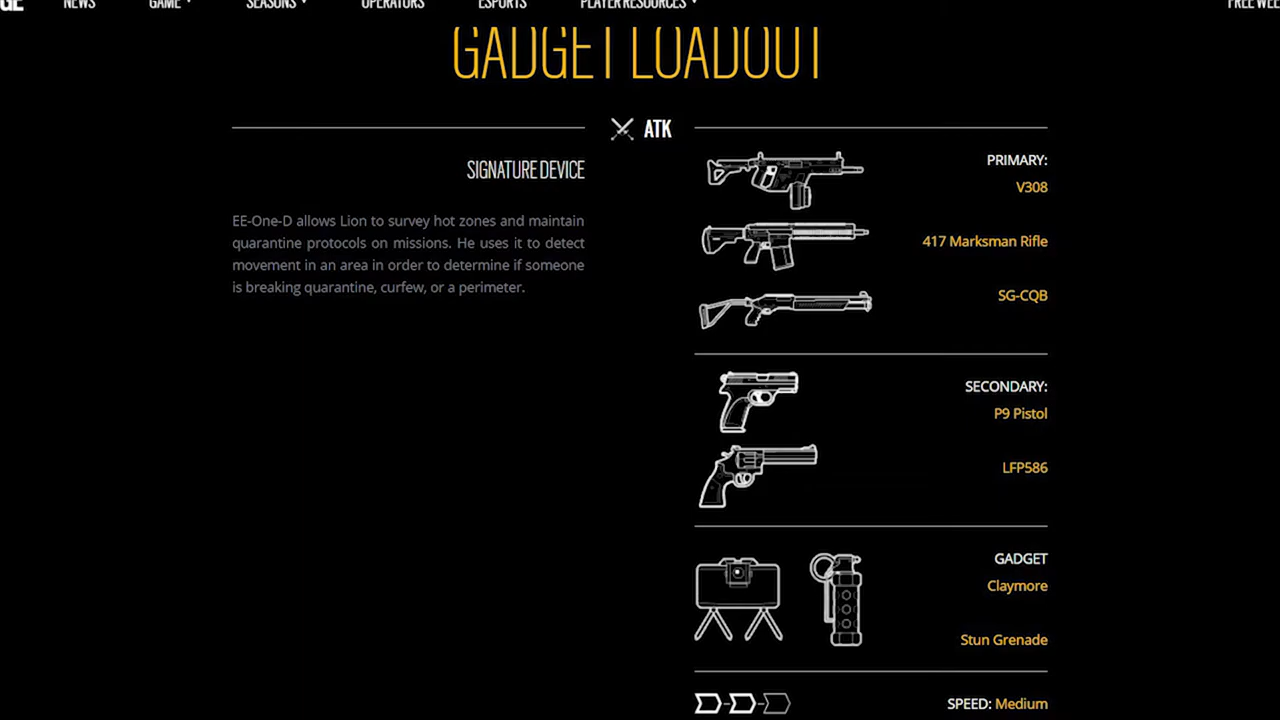 GE NEWS GAME SEASONS OPERATORS ESPORTS PLAYER RESOURCES FREE WEE
GADGET LOADOUT
ATK
SIGNATURE DEVICE
EE-One-D allows Lion to survey hot zones and maintain
quarantine protocols on missions. He uses it to detect
movement in an area in order to determine if someone
is breaking quarantine, curfew, or a perimeter.
PRIMARY:
V308
417 Marksman Rifle
SG-CQB
SECONDARY:
P9 Pistol
LFP586
GADGET
Claymore
Stun Grenade
SPEED: Medium